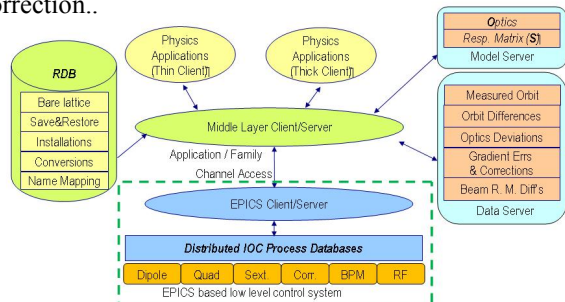 orrection..
Physics
Applications
(Thin Client)
Physics
Applications
(Thick Client)
Optics
Resp. Matrix (S)
Model Server
RDB
Bare lattice
Save&Restore
Installations
Conversions
Name Mapping
Middle Layer Client/Server
Application / Family
Channel Access
Measured Orbit
Orbit Differences
Optics Deviations
Gradient Errs
& Corrections
Beam R. M. Diff's
Data Server
EPICS Client/Server
Distributed IOC Process Databases
Dipole
Quad
Sext.
Corr.
BPM
RF
EPICS based low level control system